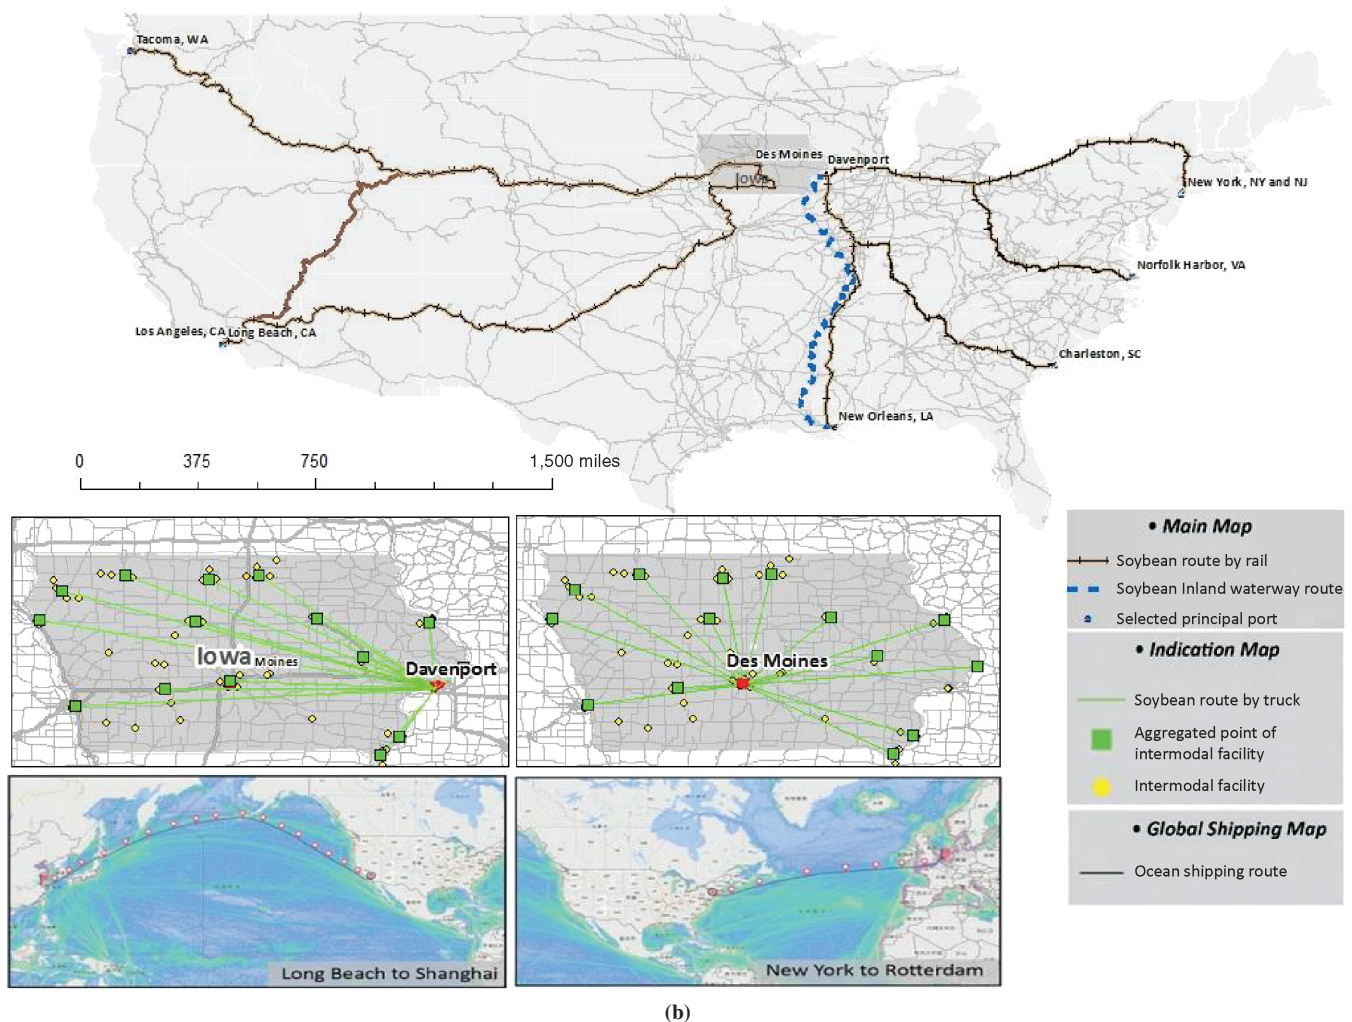 Tacoma, WA
Des Moines
Davenport
Iowa
New York, NY and NJ
Norfolk Harbor, VA
Los Angeles, CA
Long Beach, CA
Charleston, SC
New Orleans, LA
0 375 750 1,500 miles
Iowa
Moines
Davenport
Des Moines
• Main Map
Soybean route by rail
Soybean Inland waterway route
Selected principal port
• Indication Map
Soybean route by truck
Aggregated point of
intermodal facility
Intermodal facility
• Global Shipping Map
Ocean shipping route
Long Beach to Shanghai
New York to Rotterdam
(b)